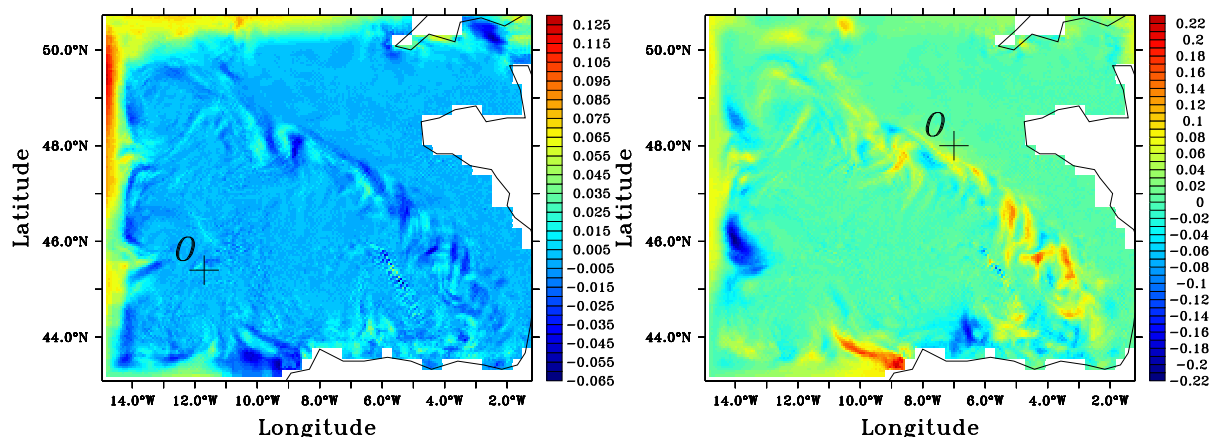 50.0°N
48.0°N
46.0°N
44.0°N
Latitude
O
14.0°W 12.0°W 10.0°W 8.0°W 6.0°W 4.0°W 2.0°W
Longitude
0.125
0.115
0.105
0.095
0.085
0.075
0.065
0.055
0.045
0.035
0.025
0.015
0.005
−0.005
−0.015
−0.025
−0.035
−0.045
−0.055
−0.065
50.0°N
48.0°N
46.0°N
44.0°N
Latitude
O
14.0°W 12.0°W 10.0°W 8.0°W 6.0°W 4.0°W 2.0°W
Longitude
0.22
0.2
0.18
0.16
0.14
0.12
0.1
0.08
0.06
0.04
0.02
0
−0.02
−0.04
−0.06
−0.08
−0.1
−0.12
−0.14
−0.16
−0.18
−0.2
−0.22